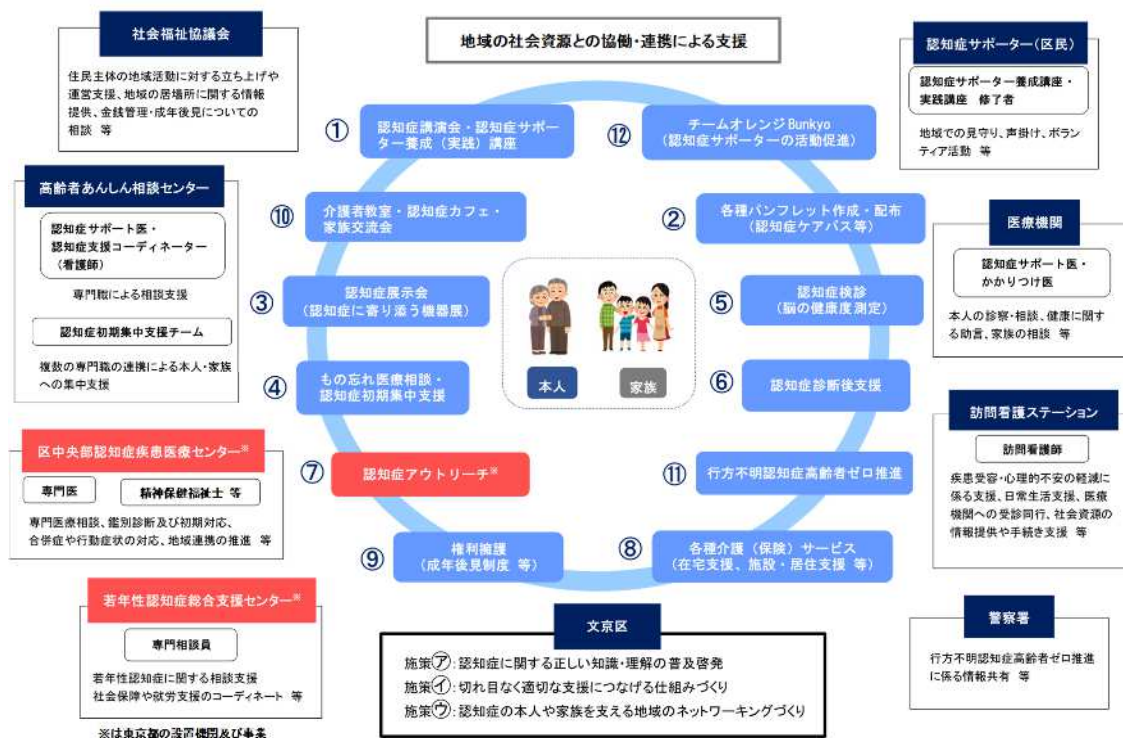 地域の社会資源との協働・連携による支援
社会福祉協議会
住民主体の地域活動に対する立ち上げや
運営支援、地域の居場所に関する情報
提供、金銭管理・成年後見についての
相談 等
高齢者あんしん相談センター
認知症サポート医・
認知症支援コーディネーター
(看護師)
専門職による相談支援
認知症初期集中支援チーム
複数の専門職の連携による本人・家族
への集中支援
区中央部認知症疾患医療センター※
専門医
精神保健福祉士 等
専門医療相談、鑑別診断及び初期対応、
合併症や行動症状の対応、地域連携の推進 等
若年性認知症総合支援センター※
専門相談員
若年性認知症に関する相談支援
社会保障や就労支援のコーディネート 等
※は東京都の設置機関及び事業
① 認知症講演会・認知症サポー
ター養成(実践)講座
⑩ 介護者教室・認知症カフェ・
家族交流会
③ 認知症展示会
(認知症に寄り添う機器展)
④ もの忘れ医療相談・
認知症初期集中支援
⑦ 認知症アウトリーチ※
⑨ 権利擁護
(成年後見制度 等)
本人
家族
⑫ チームオレンジBunkyo
(認知症サポーターの活動促進)
② 各種パンフレット作成・配布
(認知症ケアパス等)
⑤ 認知症検診
(脳の健康度測定)
⑥ 認知症診断後支援
⑪ 行方不明認知症高齢者ゼロ推進
⑧ 各種介護(保険)サービス
(在宅支援、施設・居住支援 等)
文京区
施策㋐:認知症に関する正しい知識・理解の普及啓発
施策㋑:切れ目なく適切な支援につなげる仕組みづくり
施策㋒:認知症の本人や家族を支える地域のネットワーキングづくり
認知症サポーター(区民)
認知症サポーター養成講座・
実践講座 修了者
地域での見守り、声掛け、ボラン
ティア活動 等
医療機関
認知症サポート医・
かかりつけ医
本人の診察・相談、健康に関す
る助言、家族の相談 等
訪問看護ステーション
訪問看護師
疾患受容・心理的不安の軽減に
係る支援、日常生活支援、医療
機関への受診同行、社会資源の
情報提供や手続き支援 等
警察署
行方不明認知症高齢者ゼロ推進
に係る情報共有 等